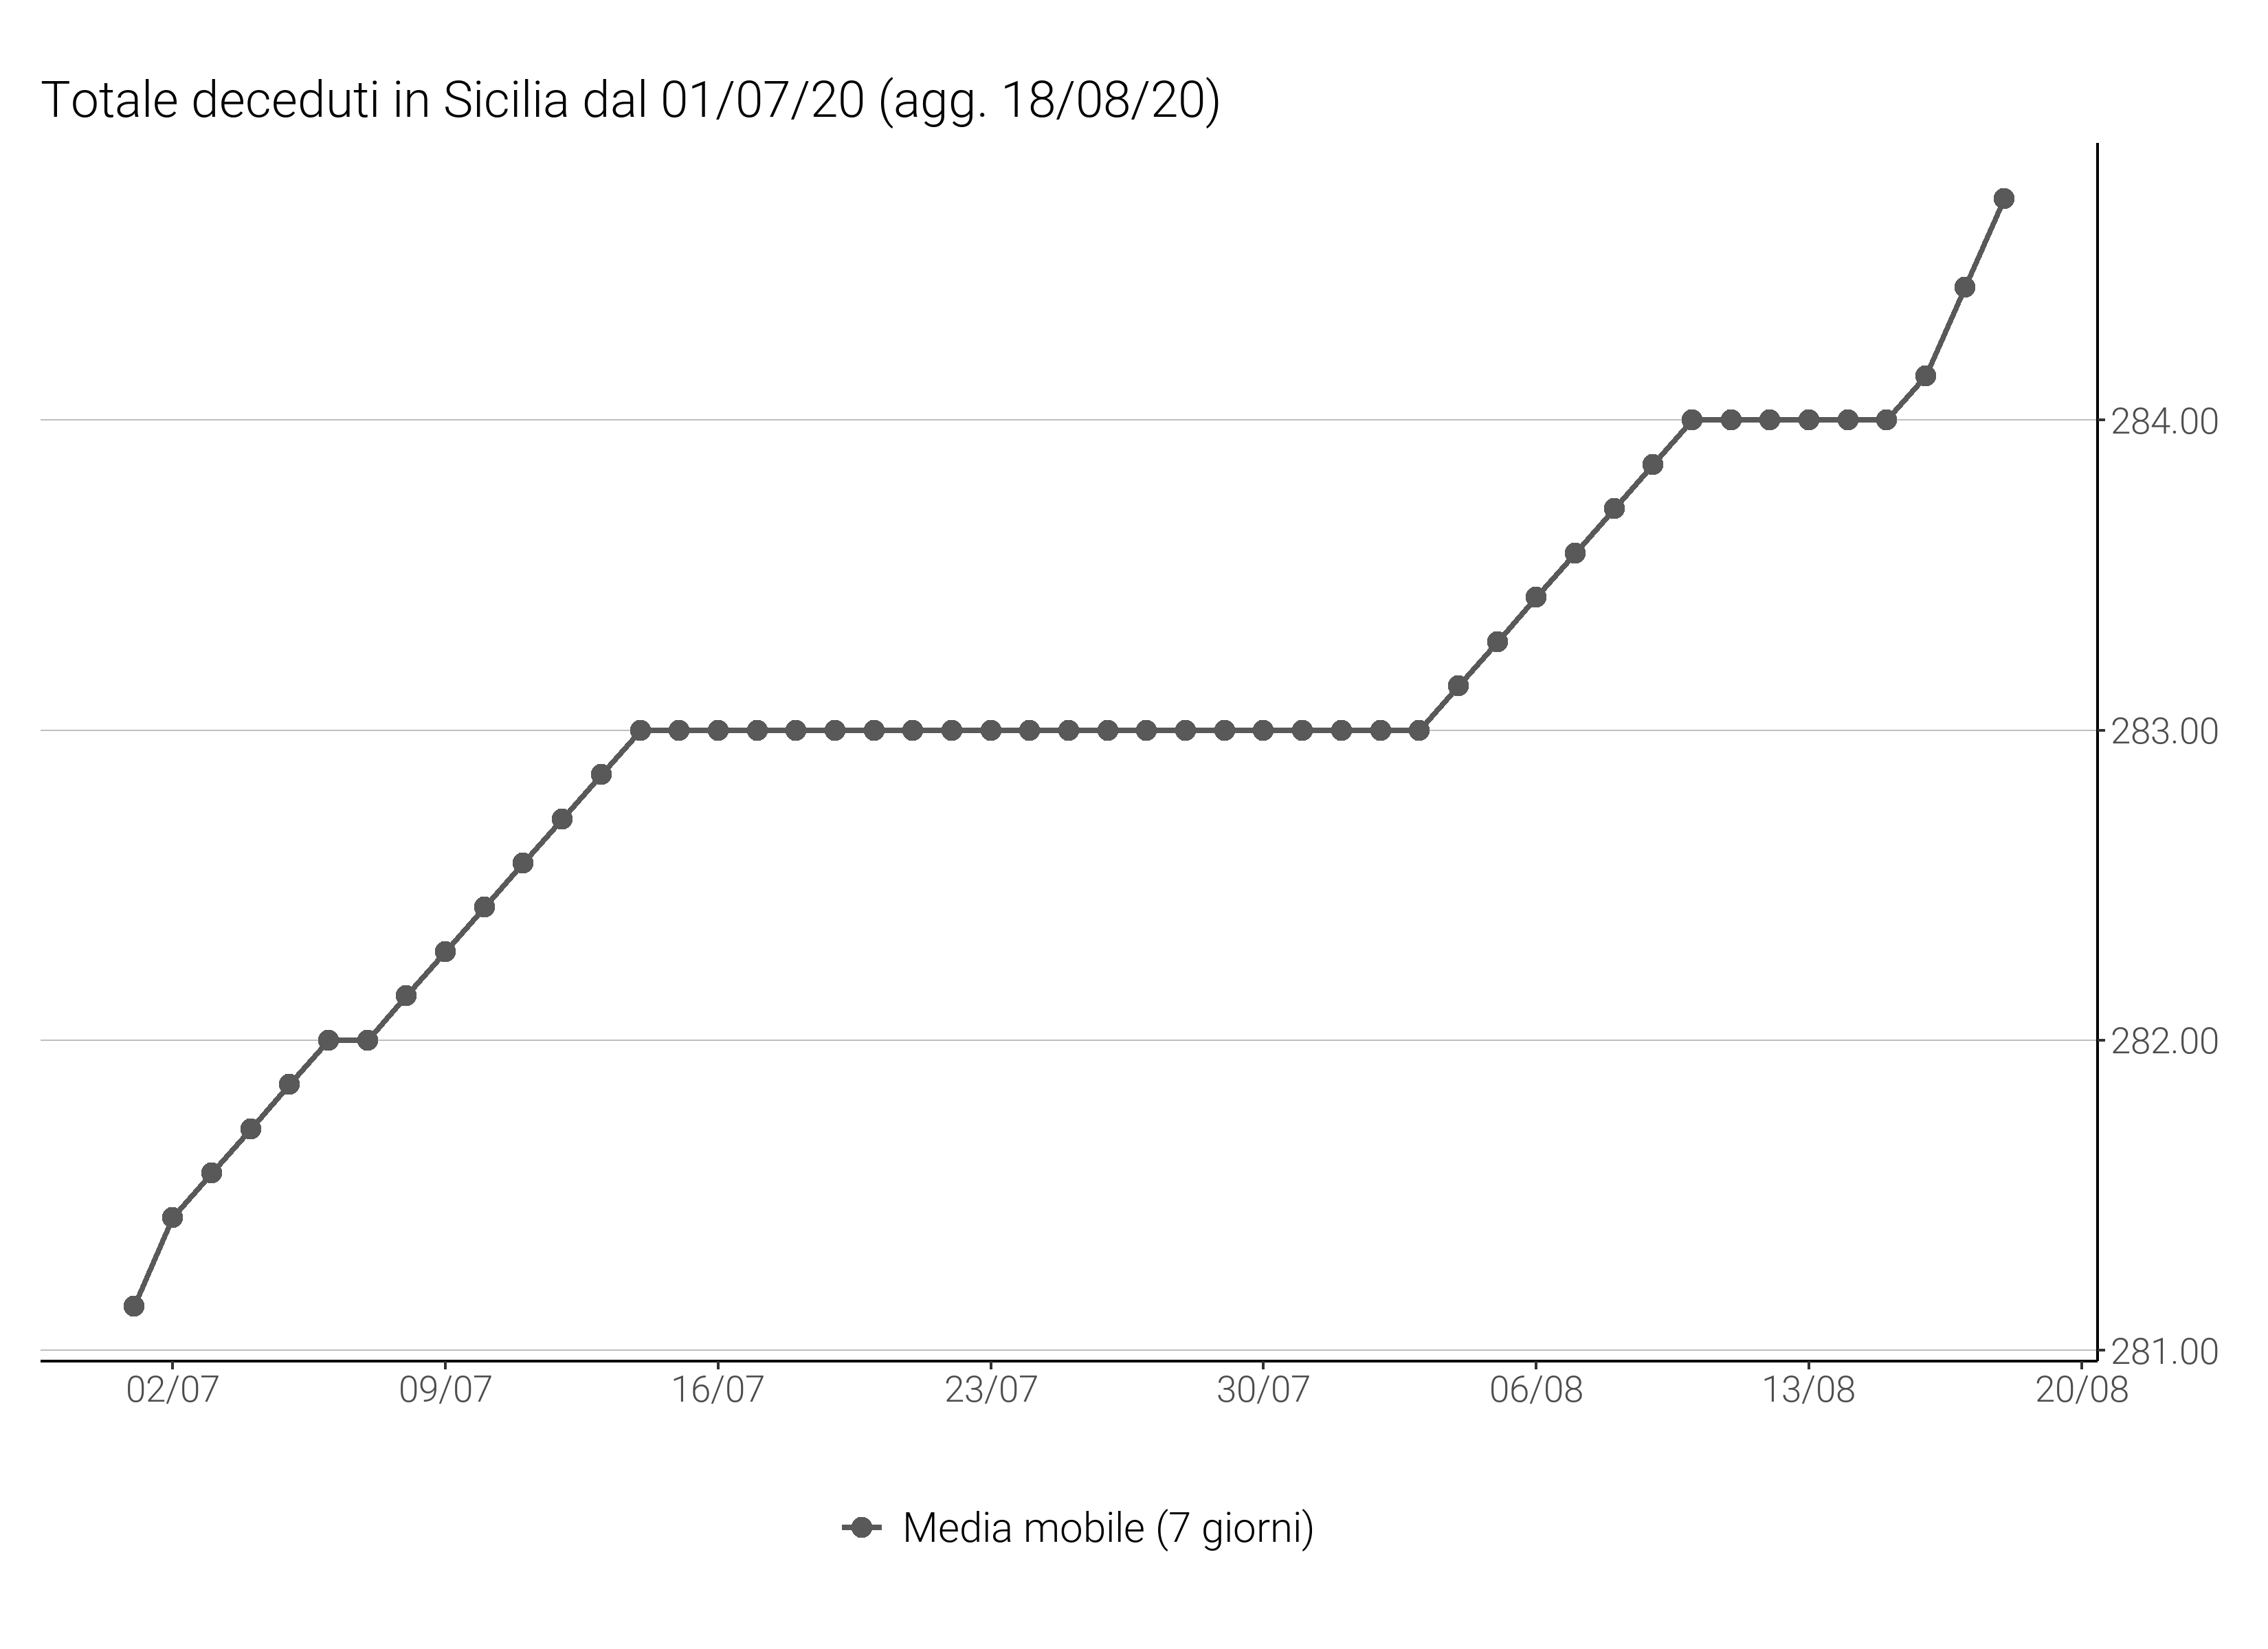 Totale deceduti in Sicilia dal 01/07/20 (agg. 18/08/20)
284.00
283.00
282.00
281.00
02/07 09/07 16/07 23/07 30/07 06/08 13/08 20/08
Media mobile (7 giorni)